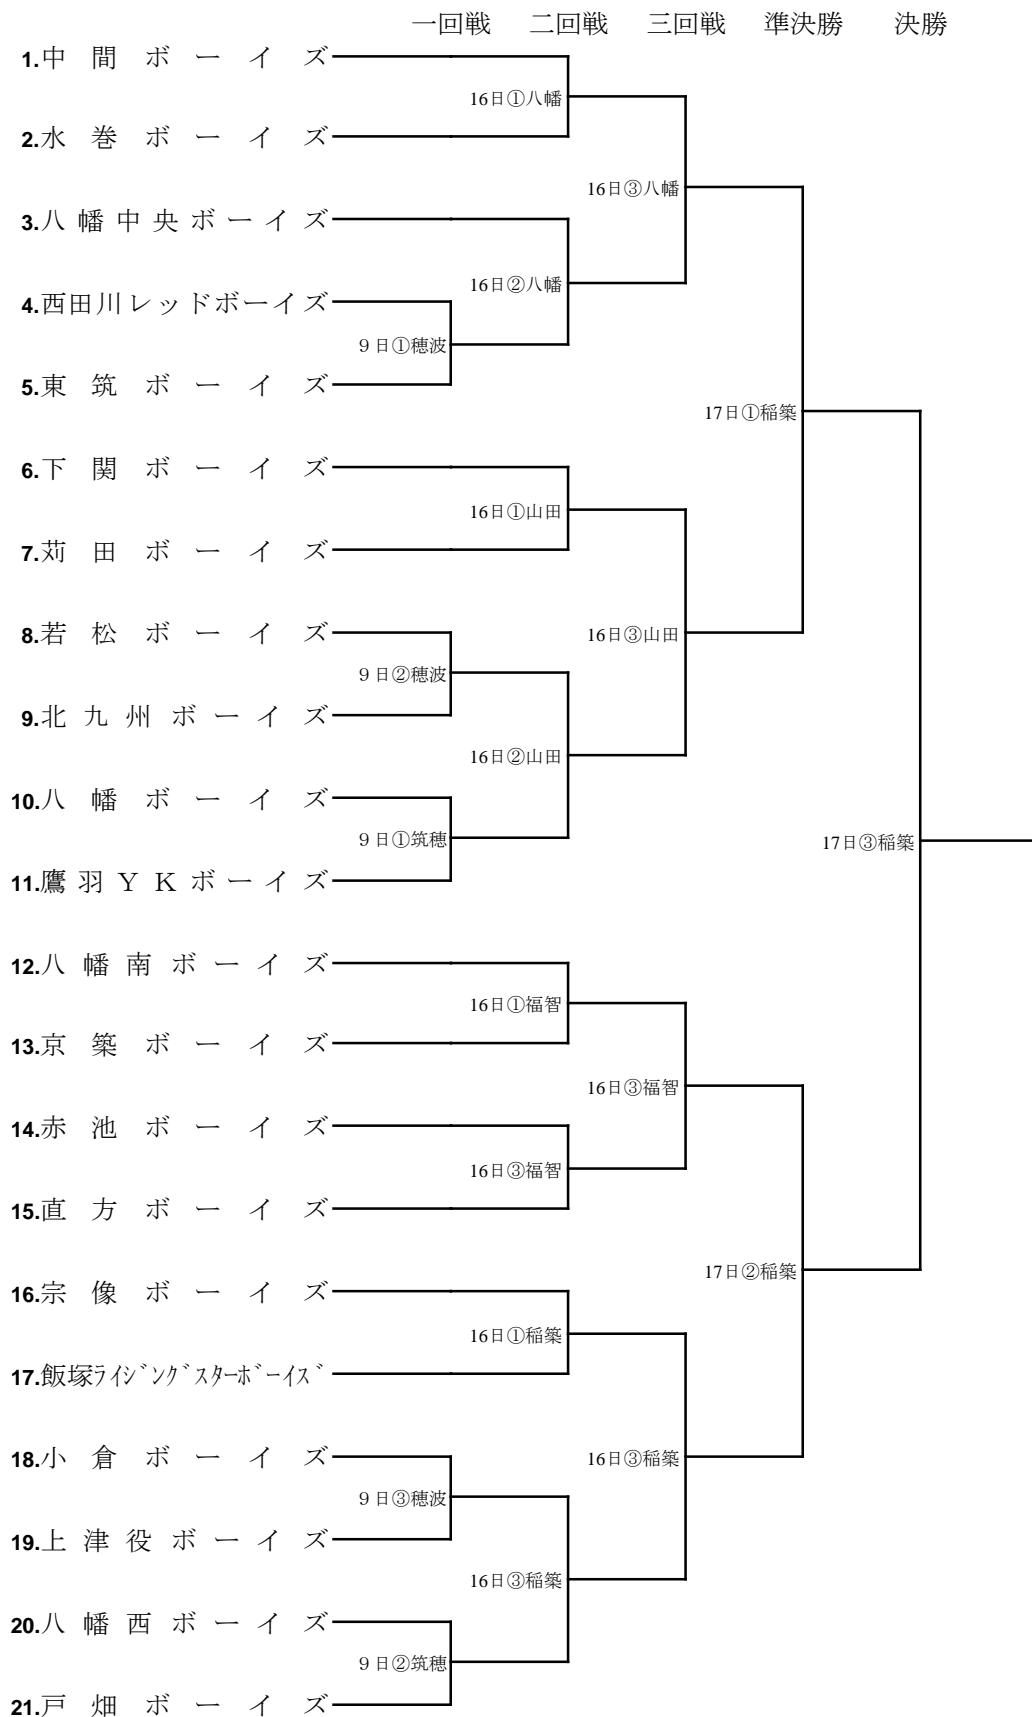 一回戦 二回戦 三回戦 準決勝 決勝
1.中間ボーイズ
16日①八幡
2.水巻ボーイズ
16日③八幡
3.八幡中央ボーイズ
16日②八幡
4.西田川レッドボーイズ
9日①穂波
5.東筑ボーイズ
17日①稲築
6.下関ボーイズ
16日①山田
7.苅田ボーイズ
8.若松ボーイズ
16日③山田
9日②穂波
9.北九州ボーイズ
16日②山田
10.八幡ボーイズ
9日①筑穂
17日③稲築
11.鷹羽YKボーイズ
12.八幡南ボーイズ
16日①福智
13.京築ボーイズ
16日③福智
14.赤池ボーイズ
16日③福智
15.直方ボーイズ
17日②稲築
16.宗像ボーイズ
16日①稲築
17.飯塚ライジングスターボーイズ
18.小倉ボーイズ
16日③稲築
9日③穂波
19.上津役ボーイズ
16日③稲築
20.八幡西ボーイズ
9日②筑穂
21.戸畑ボーイズ